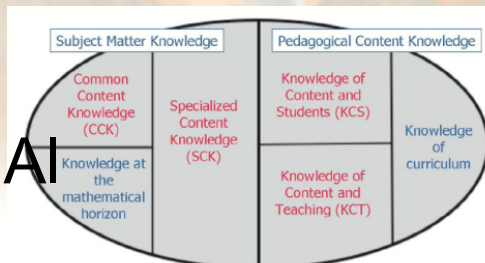 Subject Matter Knowledge
Pedagogical Content Knowledge
Common
Content
Knowledge
(CCK)
Knowledge at
the
mathematical
horizon
Specialized
Content
Knowledge
(SCK)
Knowledge of
Content and
Students (KCS)
Knowledge of
Content and
Teaching (KCT)
Knowledge
of
curriculum
Al